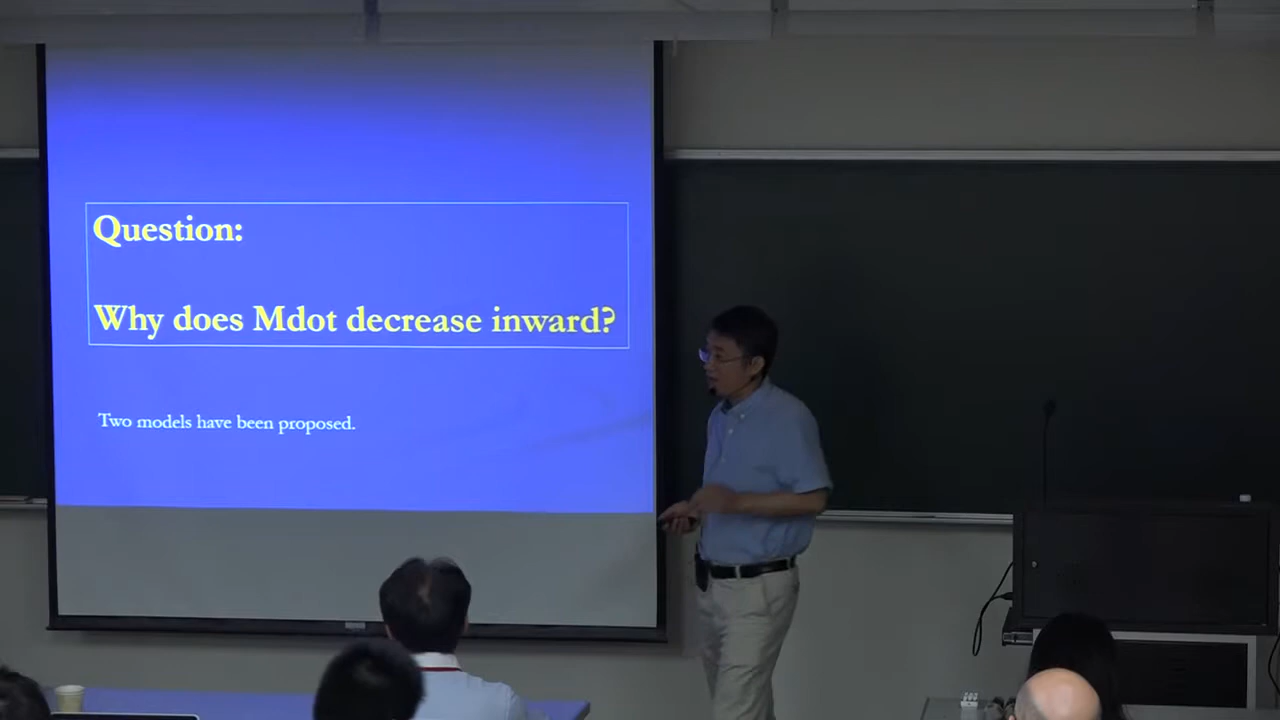 Question:
Why does Mdot decrease inward?
Two models have been proposed.